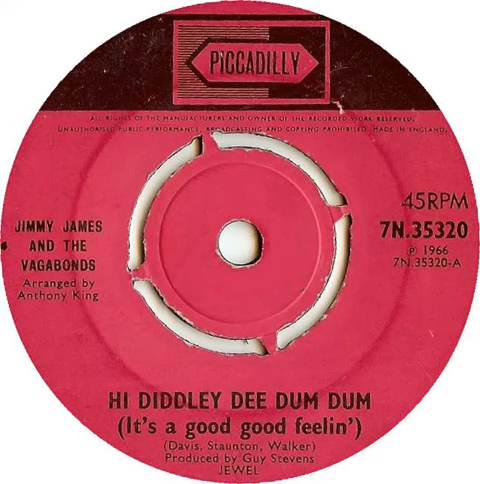 PICCADILLY
ALL RIGHTS OF THE MANUFACTURERS AND OWNER OF THE RECORDED WORK RESERVED.
UNAUTHORISED PUBLIC PERFORMANCE, BROADCASTING AND COPYING PROHIBITED. MADE IN ENGLAND.
JIMMY JAMES
AND THE
VAGABONDS
Arranged by
Anthony King
45RPM
7N.35320
℗ 1966
7N.35320-A
HI DIDDLEY DEE DUM DUM
(It's a good good feelin')
(Davis, Staunton, Walker)
Produced by Guy Stevens
JEWEL